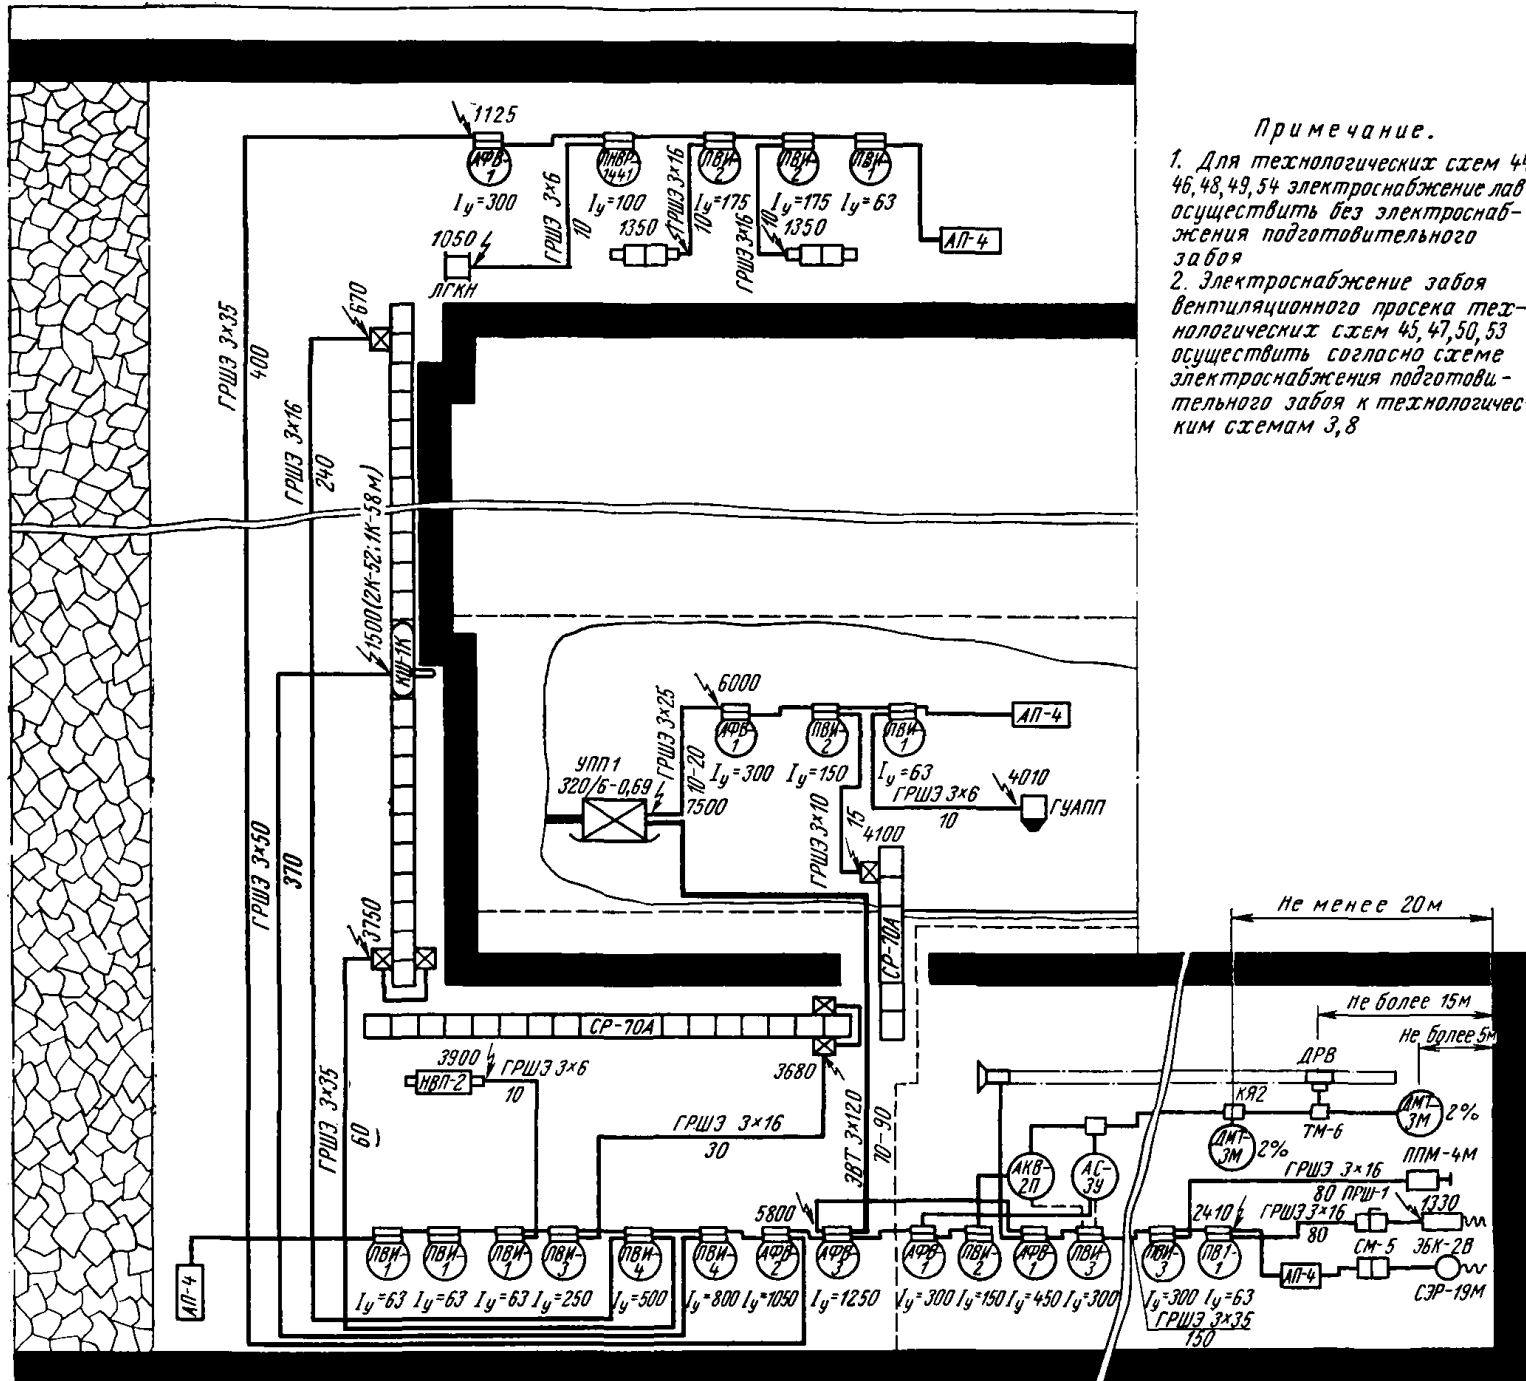 Примечание.
1. Для технологических схем 44,
46,48,49,54 электроснабжение лав
осуществить без электроснаб-
жения подготовительного
забоя
2. Электроснабжение забоя
вентиляционного просека тех-
нологических схем 45,47,50,53
осуществить согласно схеме
электроснабжения подготови-
тельного забоя к технологичес-
ким схемам 3,8
1125
АФВ-1
ПНВР-1441
ПВИ-2
ПВИ-2
ПВИ-1
Iу=300
Iу=100
Iу=175
Iу=175
Iу=63
ГРШЭ 3×6
10
ГРШЭ 3×16
10
ГРШЭ 3×16
10
1050
ЛГКН
1350
1350
АП-4
670
ГРШЭ 3×35
400
ГРШЭ 3×16
240
1500(2К-52;1К-58м)
КШ-1К
ГРШЭ 3×50
370
3750
ГРШЭ 3×35
60
6000
АФВ-1
ПВИ-2
ПВИ-1
АП-4
Iу=300
Iу=150
Iу=63
УПП1
320/6-0,69
ГРШЭ 3×25
10-20
7500
ГРШЭ 3×10
15
4100
ГРШЭ 3×6
10
4010
ГУАПП
СР-70А
СР-70А
3680
3900
НВП-2
ГРШЭ 3×6
10
ГРШЭ 3×16
30
ЭВТ 3×120
70-90
Не менее 20м
Не более 15м
Не более 5м
ДРВ
КЯ2
ТМ-6
ДМТ-3М
2%
ДМТ-3М
2%
АКВ-2П
АС-3У
ППМ-4М
ГРШЭ 3×16
80
ПРШ-1
1330
2410
ГРШЭ 3×16
80
СМ-5
ЭБК-2В
АП-4
СЭР-19М
5800
АП-4
ПВИ-1
ПВИ-1
ПВИ-1
ПВИ-3
ПВИ-4
ПВИ-4
АФВ-2
АФВ-3
АФВ-1
ПВИ-2
АФВ-1
ПВИ-3
ПВИ-3
ПВ1-1
Iу=63
Iу=63
Iу=63
Iу=250
Iу=500
Iу=800
Iу=1050
Iу=1250
Iу=300
Iу=150
Iу=450
Iу=300
Iу=300
Iу=63
ГРШЭ 3×35
150